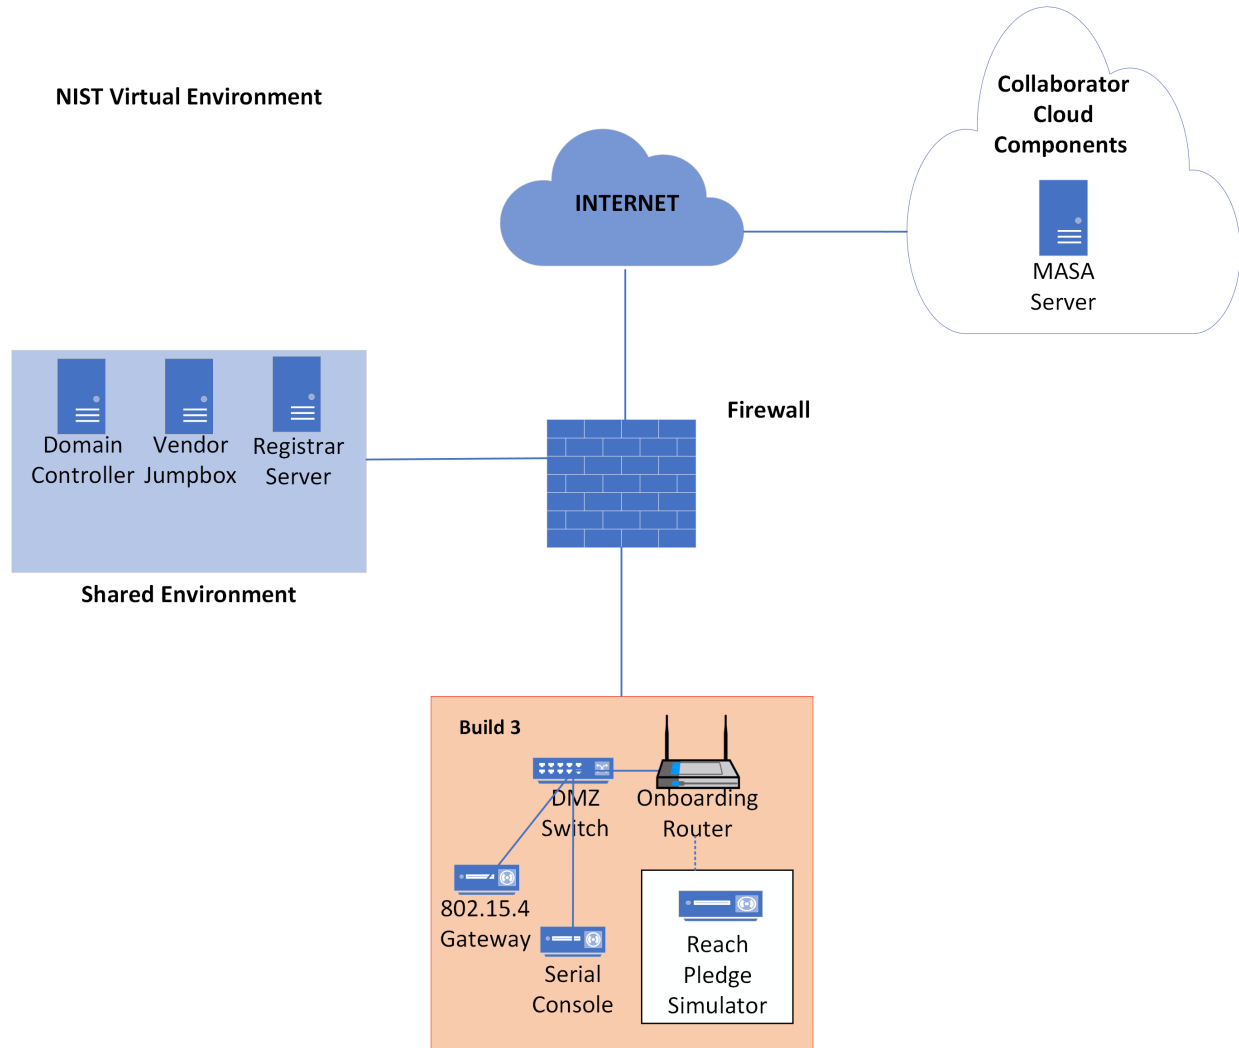 NIST Virtual Environment
Collaborator
Cloud
Components
INTERNET
MASA
Server
Firewall
Domain
Controller
Vendor
Jumpbox
Registrar
Server
Shared Environment
Build 3
DMZ
Switch
Onboarding
Router
802.15.4
Gateway
Serial
Console
Reach
Pledge
Simulator